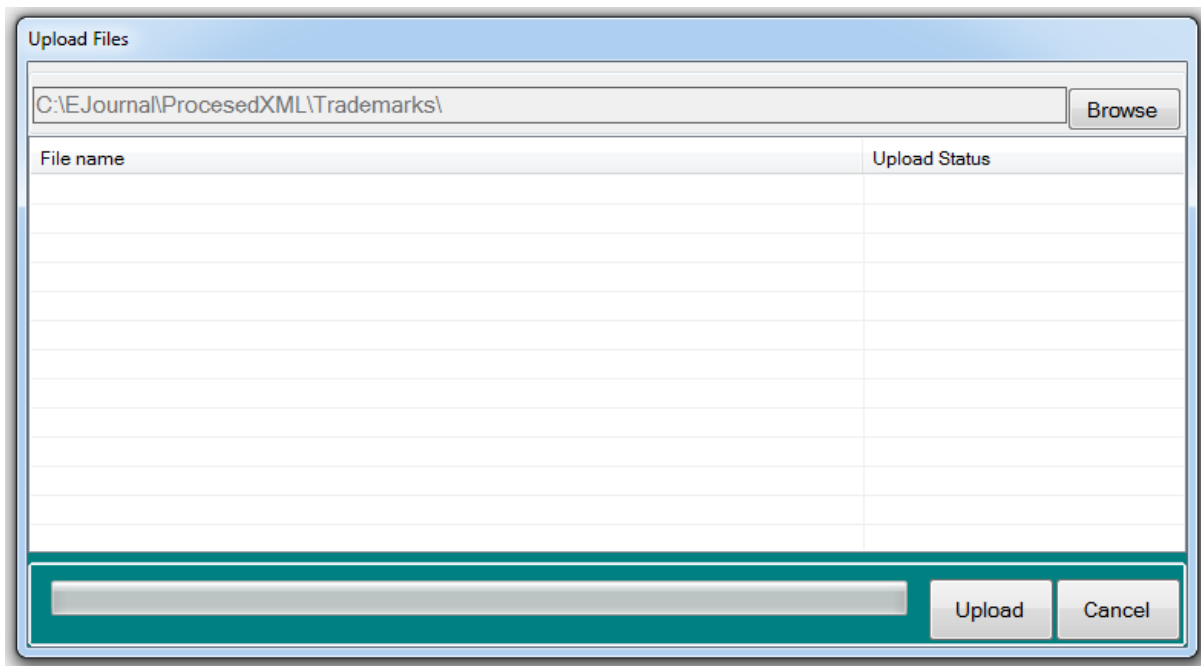 Upload Files
C:\EJournal\ProcesedXML\Trademarks\
Browse
File name Upload Status
Upload Cancel